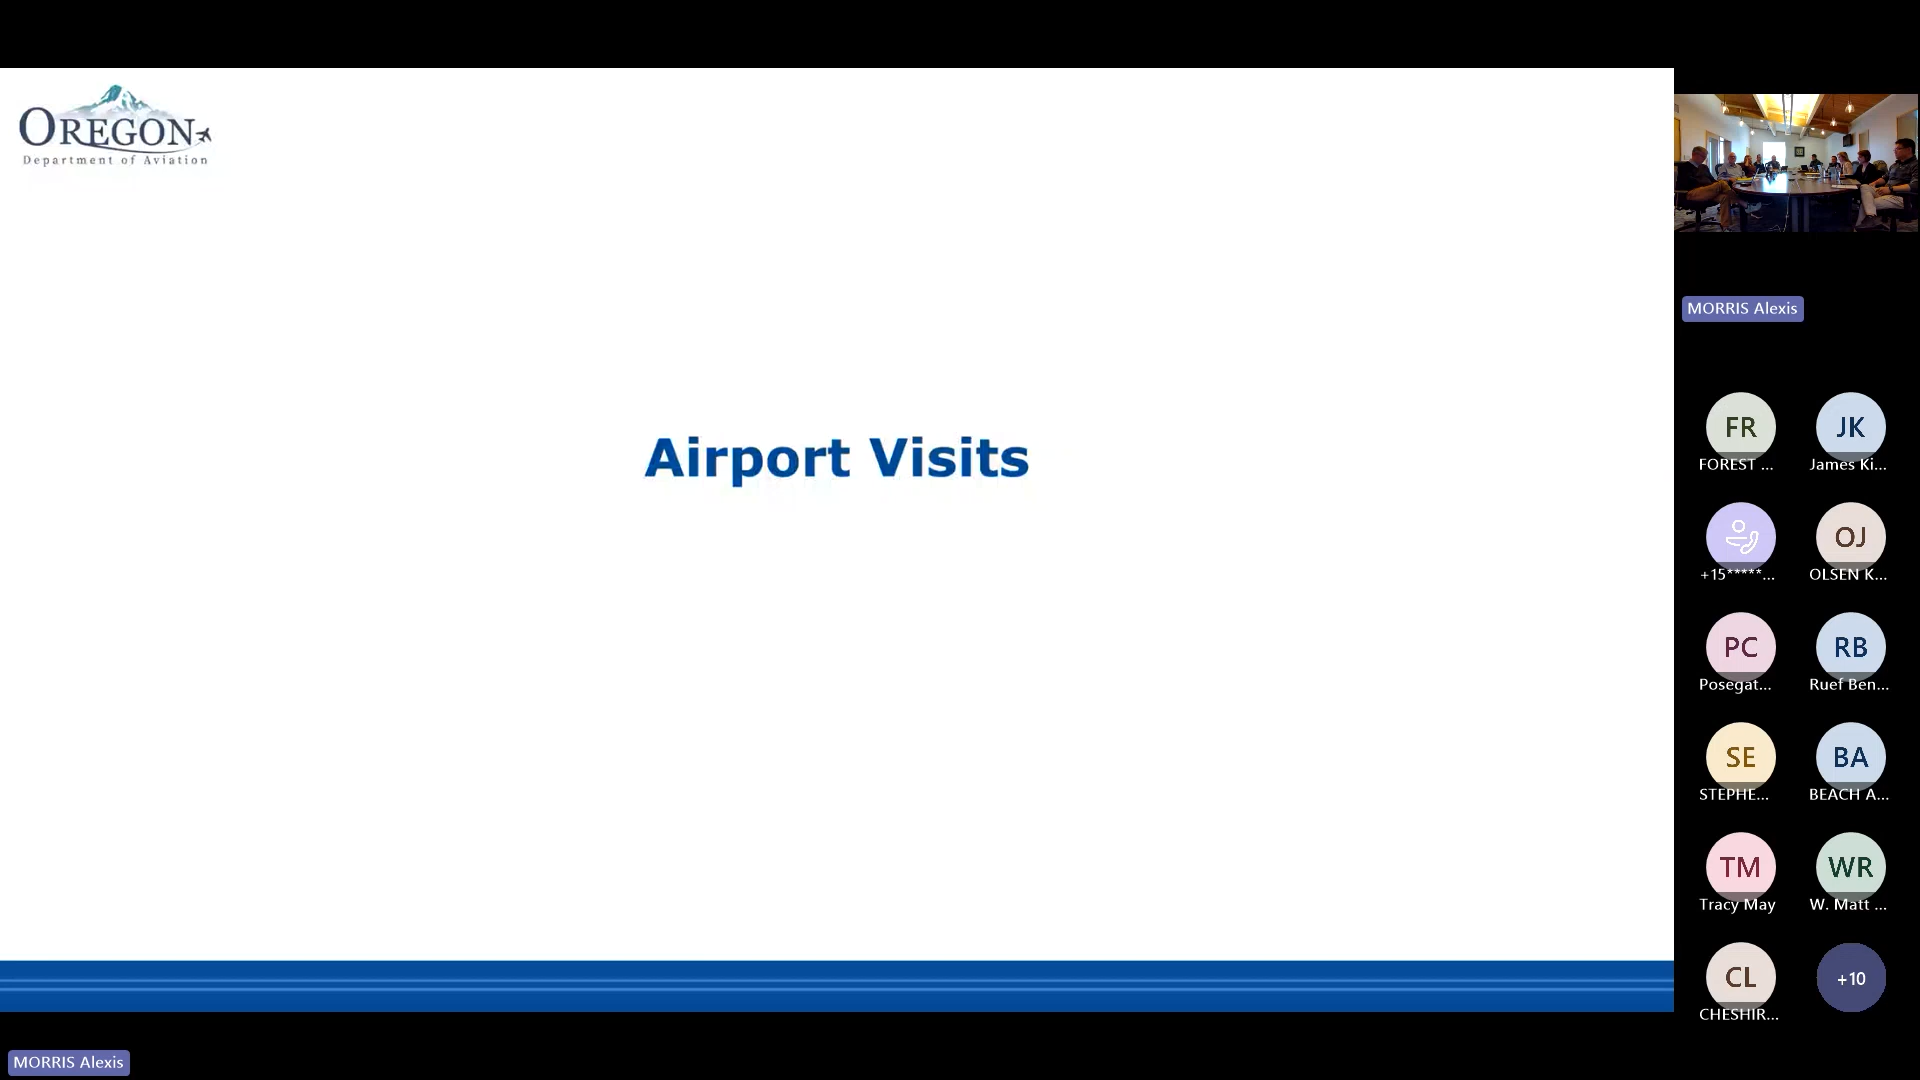 OREGON
Department of Aviation
Airport Visits
MORRIS Alexis
FR
JK
FOREST ...
James Ki...
OJ
+15*****...
OLSEN K...
PC
RB
Posegat...
Ruef Ben...
SE
BA
STEPHE...
BEACH A...
TM
WR
Tracy May
W. Matt ...
CL
+10
CHESHIR...
MORRIS Alexis